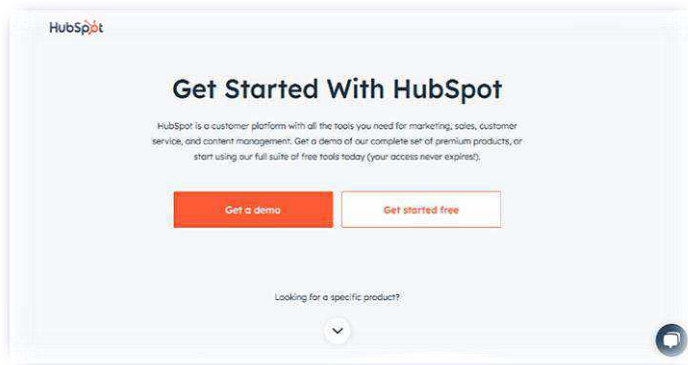 HubSpot
Get Started With HubSpot
HubSpot is a customer platform with all the tools you need for marketing, sales, customer
service, and content management. Get a demo of our complete set of premium products, or
start using our full suite of free tools today (your access never expires!).
Get a demo
Get started free
Looking for a specific product?